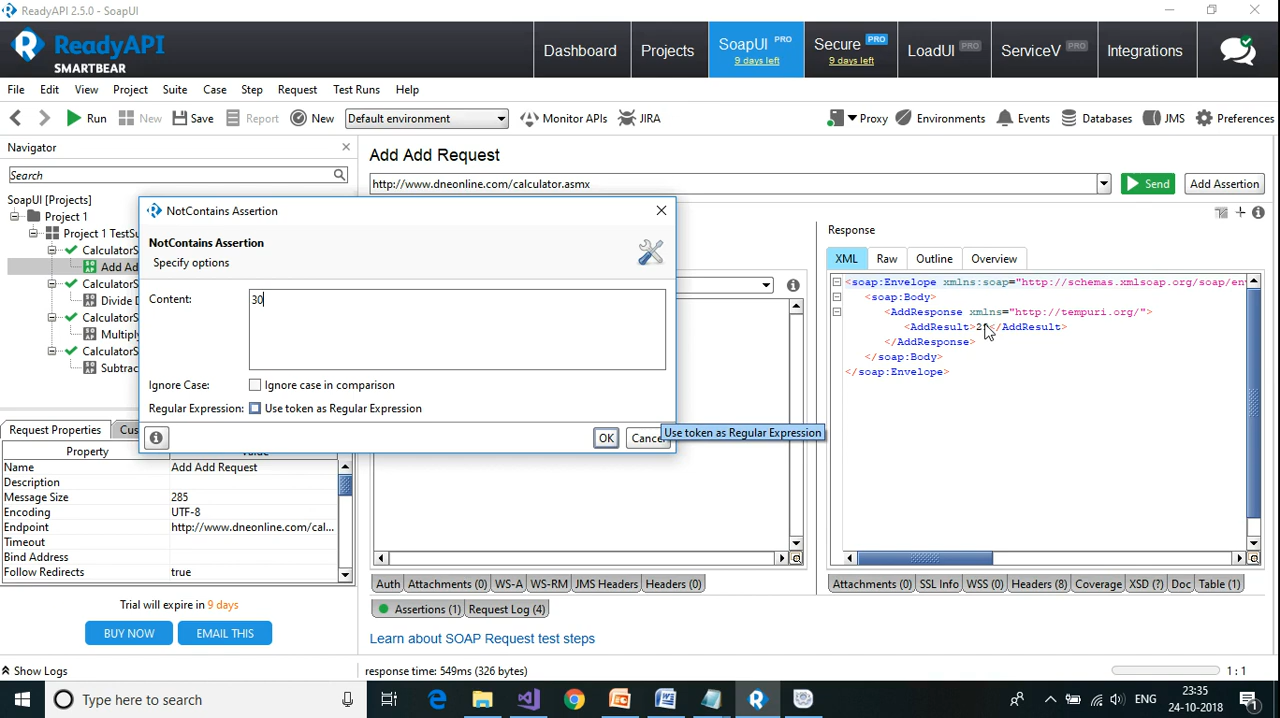 ReadyAPI 2.5.0 - SoapUI
ReadyAPI
SMARTBEAR
Dashboard
Projects
SoapUI PRO
9 days left
Secure PRO
9 days left
LoadUI PRO
ServiceV PRO
Integrations
File Edit View Project Suite Case Step Request Test Runs Help
Run New Save Report New Default environment Monitor APIs JIRA Proxy Environments Events Databases JMS Preferences
Navigator
Search
SoapUI [Projects]
Project 1
Project 1 TestSu
CalculatorS
Add Ad
CalculatorS
Divide D
CalculatorS
Multiply
CalculatorS
Subtrac
Add Add Request
http://www.dneonline.com/calculator.asmx
Send
Add Assertion
NotContains Assertion
NotContains Assertion
Specify options
Content:
30
Ignore Case: Ignore case in comparison
Regular Expression: Use token as Regular Expression
OK
Cancel
Use token as Regular Expression
Response
XML Raw Outline Overview
<soap:Envelope xmlns:soap="http://schemas.xmlsoap.org/soap/en
<soap:Body>
<AddResponse xmlns="http://tempuri.org/">
<AddResult>2 </AddResult>
</AddResponse>
</soap:Body>
</soap:Envelope>
Request Properties Cus
Property Value
Name Add Add Request
Description
Message Size 285
Encoding UTF-8
Endpoint http://www.dneonline.com/cal...
Timeout
Bind Address
Follow Redirects true
Trial will expire in 9 days
BUY NOW
EMAIL THIS
Auth Attachments (0) WS-A WS-RM JMS Headers Headers (0)
Attachments (0) SSL Info WSS (0) Headers (8) Coverage XSD (?) Doc Table (1)
Assertions (1) Request Log (4)
Learn about SOAP Request test steps
Show Logs
response time: 549ms (326 bytes)
1 : 1
Type here to search
ENG
23:35
24-10-2018
1